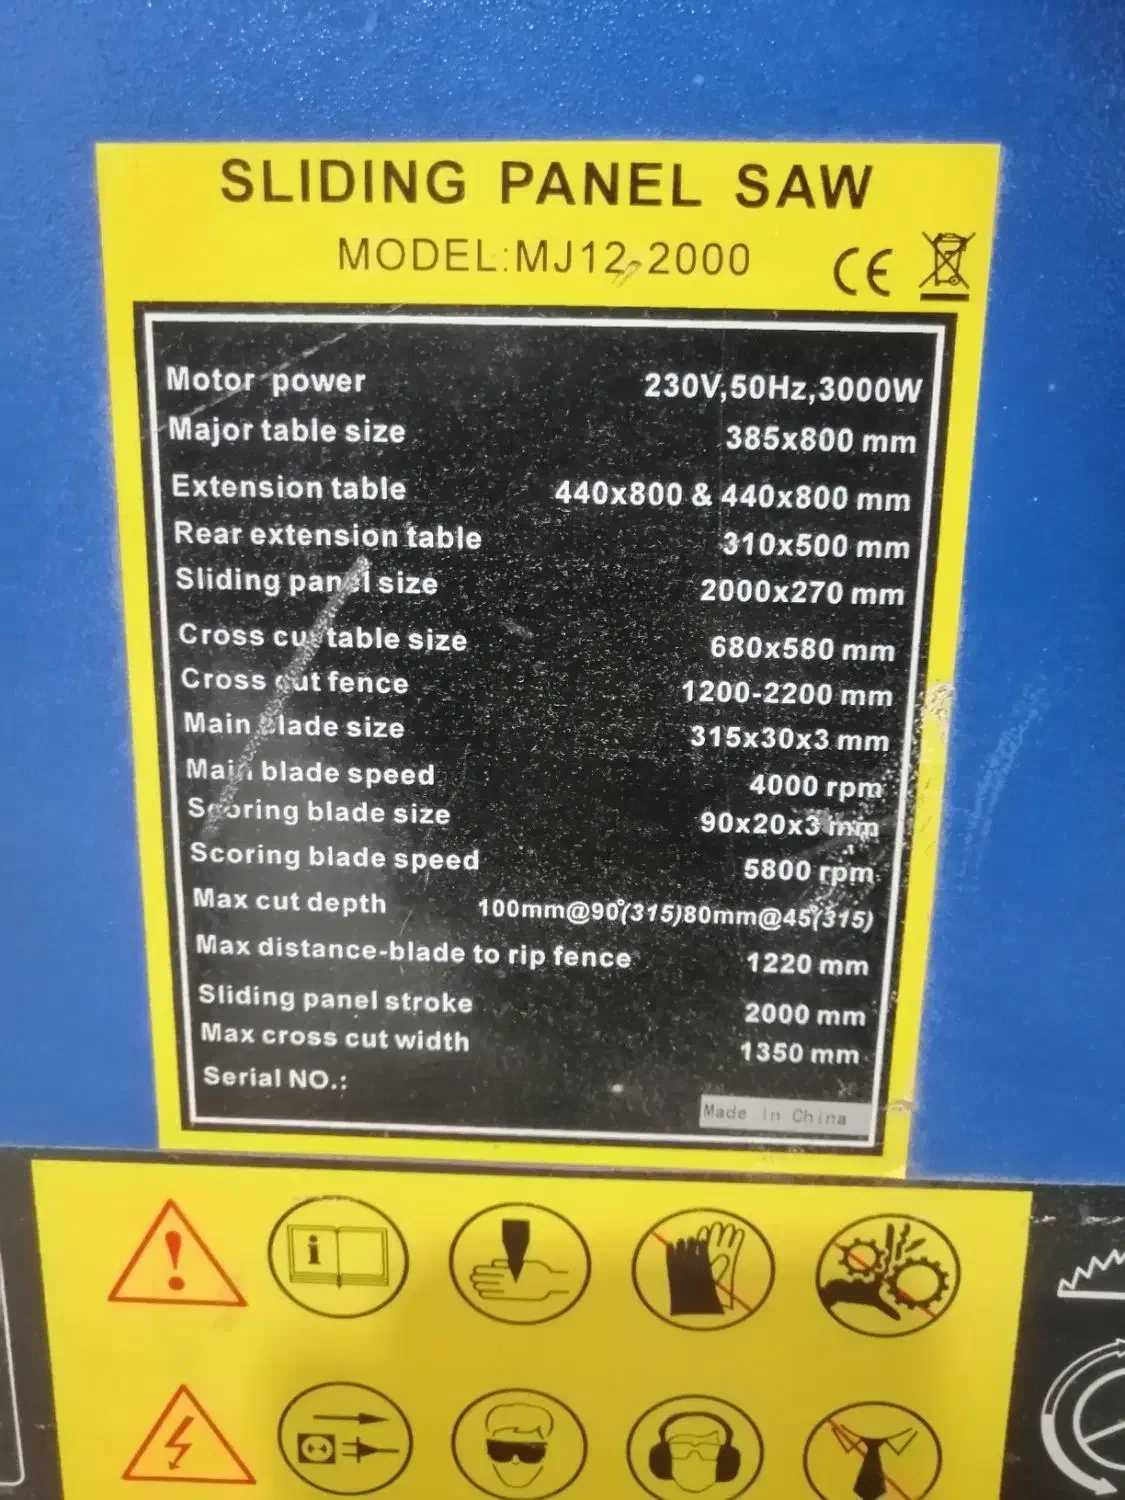 SLIDING PANEL SAW
MODEL:MJ12-2000
CE
Motor power 230V,50Hz,3000W
Major table size 385x800 mm
Extension table 440x800 & 440x800 mm
Rear extension table 310x500 mm
Sliding panel size 2000x270 mm
Cross cut table size 680x580 mm
Cross cut fence 1200-2200 mm
Main blade size 315x30x3 mm
Main blade speed 4000 rpm
Scoring blade size 90x20x3 mm
Scoring blade speed 5800 rpm
Max cut depth 100mm@90°(315)80mm@45°(315)
Max distance-blade to rip fence 1220 mm
Sliding panel stroke 2000 mm
Max cross cut width 1350 mm
Serial NO.:
Made in China
i